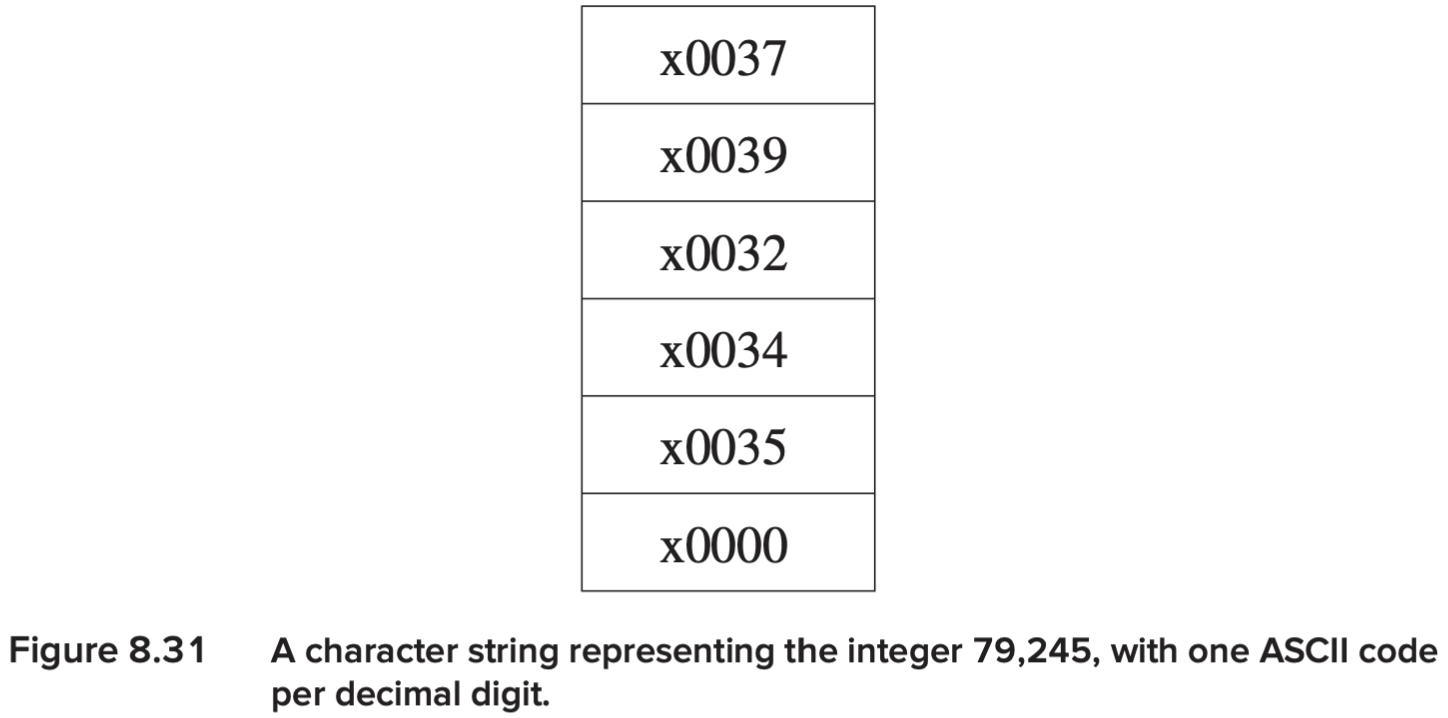 x0037
x0039
x0032
x0034
x0035
x0000
Figure 8.31 A character string representing the integer 79,245, with one ASCII code
per decimal digit.